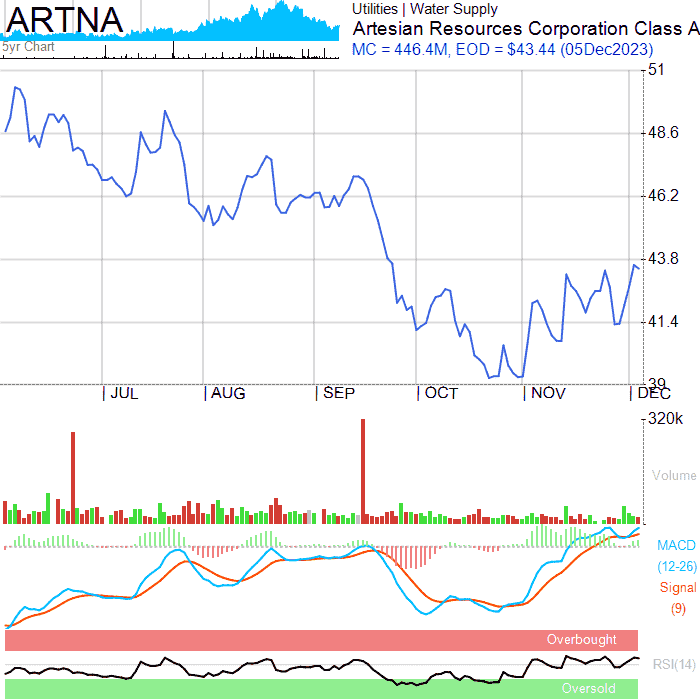 ARTNA
5yr Chart
Utilities | Water Supply
Artesian Resources Corporation Class A
MC = 446.4M, EOD = $43.44 (05Dec2023)
51
48.6
46.2
43.8
41.4
39
JUL
AUG
SEP
OCT
NOV
DEC
320k
Volume
MACD
(12-26)
Signal
(9)
Overbought
RSI(14)
Oversold